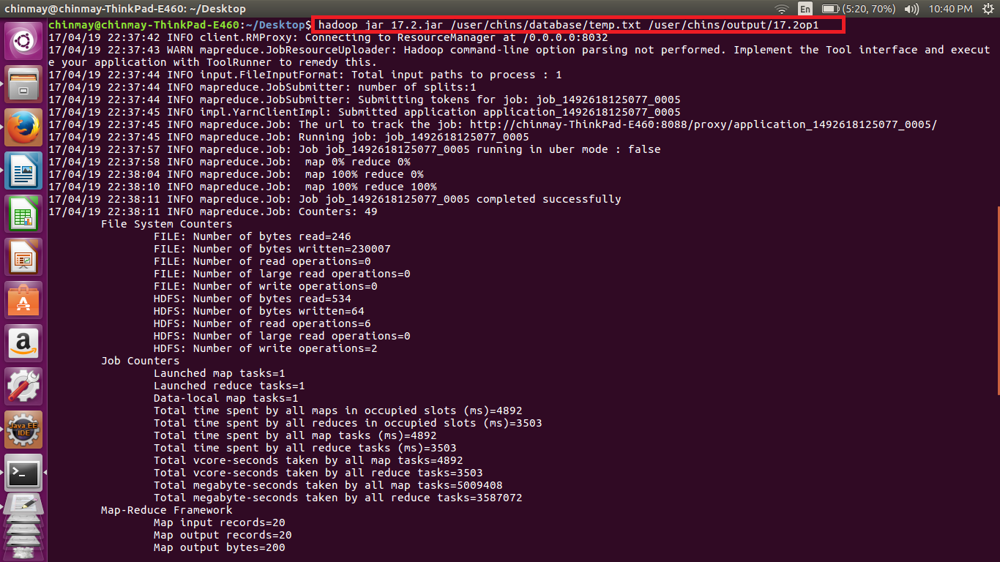 chinmay@chinmay-ThinkPad-E460: ~/Desktop
En
(5:20, 70%)
10:40 PM
chinmay@chinmay-ThinkPad-E460:~/Desktop$ hadoop jar 17.2.jar /user/chins/database/temp.txt /user/chins/output/17.2op1
17/04/19 22:37:42 INFO client.RMProxy: Connecting to ResourceManager at /0.0.0.0:8032
17/04/19 22:37:43 WARN mapreduce.JobResourceUploader: Hadoop command-line option parsing not performed. Implement the Tool interface and execut
e your application with ToolRunner to remedy this.
17/04/19 22:37:44 INFO input.FileInputFormat: Total input paths to process : 1
17/04/19 22:37:44 INFO mapreduce.JobSubmitter: number of splits:1
17/04/19 22:37:44 INFO mapreduce.JobSubmitter: Submitting tokens for job: job_1492618125077_0005
17/04/19 22:37:45 INFO impl.YarnClientImpl: Submitted application application_1492618125077_0005
17/04/19 22:37:45 INFO mapreduce.Job: The url to track the job: http://chinmay-ThinkPad-E460:8088/proxy/application_1492618125077_0005/
17/04/19 22:37:45 INFO mapreduce.Job: Running job: job_1492618125077_0005
17/04/19 22:37:57 INFO mapreduce.Job: Job job_1492618125077_0005 running in uber mode : false
17/04/19 22:37:58 INFO mapreduce.Job:  map 0% reduce 0%
17/04/19 22:38:04 INFO mapreduce.Job:  map 100% reduce 0%
17/04/19 22:38:10 INFO mapreduce.Job:  map 100% reduce 100%
17/04/19 22:38:11 INFO mapreduce.Job: Job job_1492618125077_0005 completed successfully
17/04/19 22:38:11 INFO mapreduce.Job: Counters: 49
File System Counters
FILE: Number of bytes read=246
FILE: Number of bytes written=230007
FILE: Number of read operations=0
FILE: Number of large read operations=0
FILE: Number of write operations=0
HDFS: Number of bytes read=534
HDFS: Number of bytes written=64
HDFS: Number of read operations=6
HDFS: Number of large read operations=0
HDFS: Number of write operations=2
Job Counters
Launched map tasks=1
Launched reduce tasks=1
Data-local map tasks=1
Total time spent by all maps in occupied slots (ms)=4892
Total time spent by all reduces in occupied slots (ms)=3503
Total time spent by all map tasks (ms)=4892
Total time spent by all reduce tasks (ms)=3503
Total vcore-seconds taken by all map tasks=4892
Total vcore-seconds taken by all reduce tasks=3503
Total megabyte-seconds taken by all map tasks=5009408
Total megabyte-seconds taken by all reduce tasks=3587072
Map-Reduce Framework
Map input records=20
Map output records=20
Map output bytes=200
a
Java EE
IDE